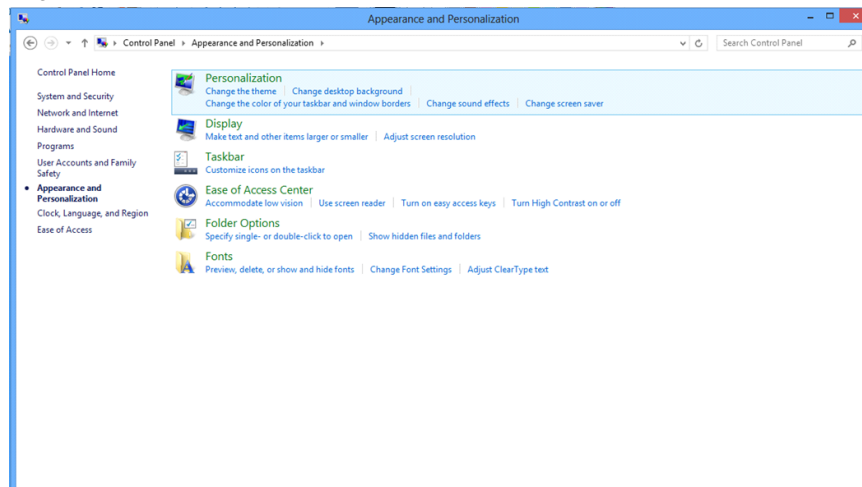 Appearance and Personalization
Control Panel Appearance and Personalization
Search Control Panel
Control Panel Home
System and Security
Network and Internet
Hardware and Sound
Programs
User Accounts and Family
Safety
Appearance and
Personalization
Clock, Language, and Region
Ease of Access
Personalization
Change the theme Change desktop background
Change the color of your taskbar and window borders Change sound effects Change screen saver
Display
Make text and other items larger or smaller Adjust screen resolution
Taskbar
Customize icons on the taskbar
Ease of Access Center
Accommodate low vision Use screen reader Turn on easy access keys Turn High Contrast on or off
Folder Options
Specify single- or double-click to open Show hidden files and folders
Fonts
Preview, delete, or show and hide fonts Change Font Settings Adjust ClearType text